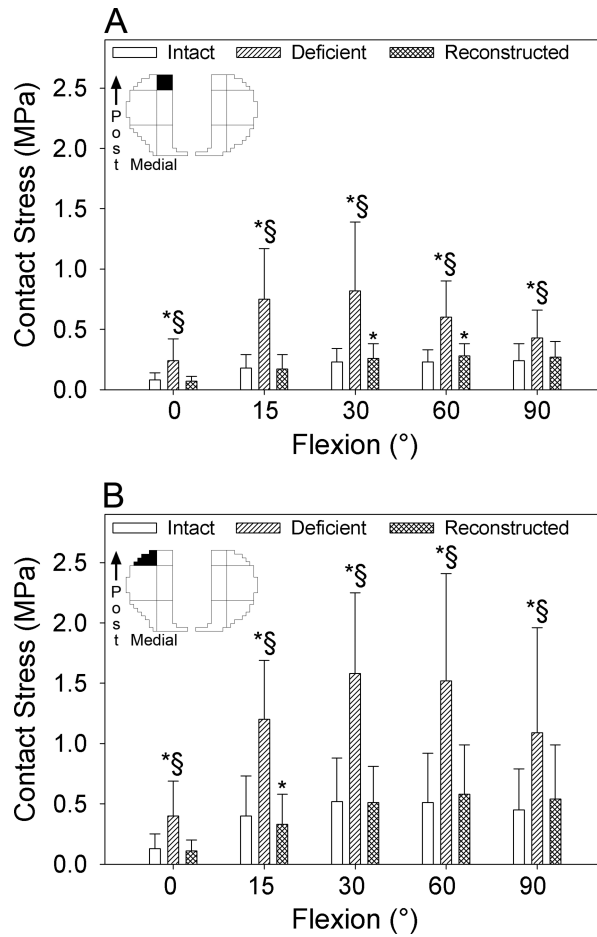 A
Intact Deficient Reconstructed
2.5
2.0
1.5
1.0
0.5
0.0
Contact Stress (MPa)
Post
Medial
*§ *§ *§ * *§ * *§
0 15 30 60 90
Flexion (°)
B
Intact Deficient Reconstructed
2.5
2.0
1.5
1.0
0.5
0.0
Contact Stress (MPa)
Post
Medial
*§ *§ * *§ *§ *§
0 15 30 60 90
Flexion (°)